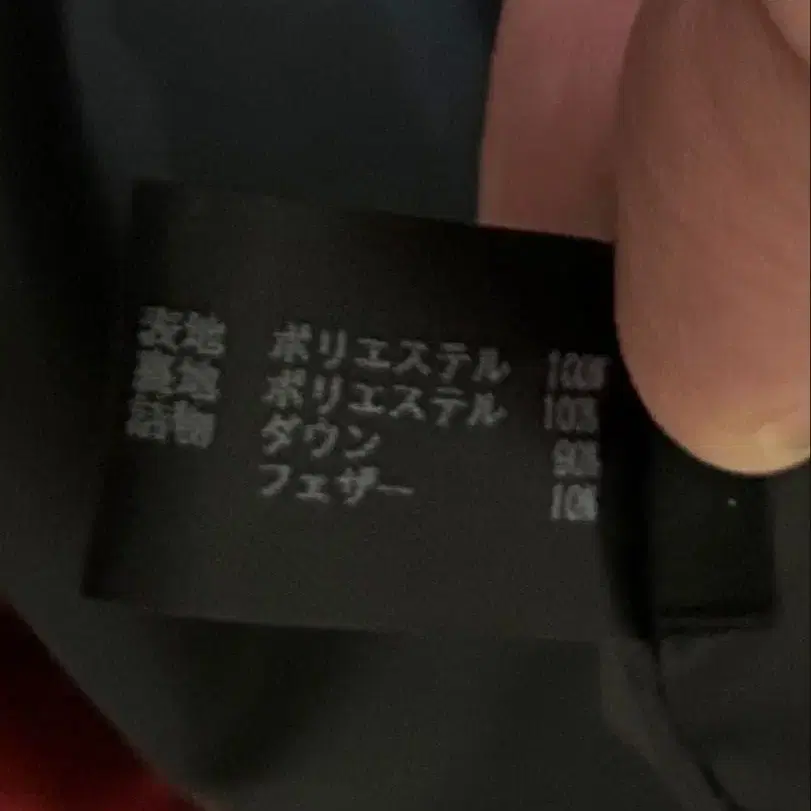 表地 ポリエステル 100%
裏地 ポリエステル 100%
詰物 ダウン 90%
フェザー 10%